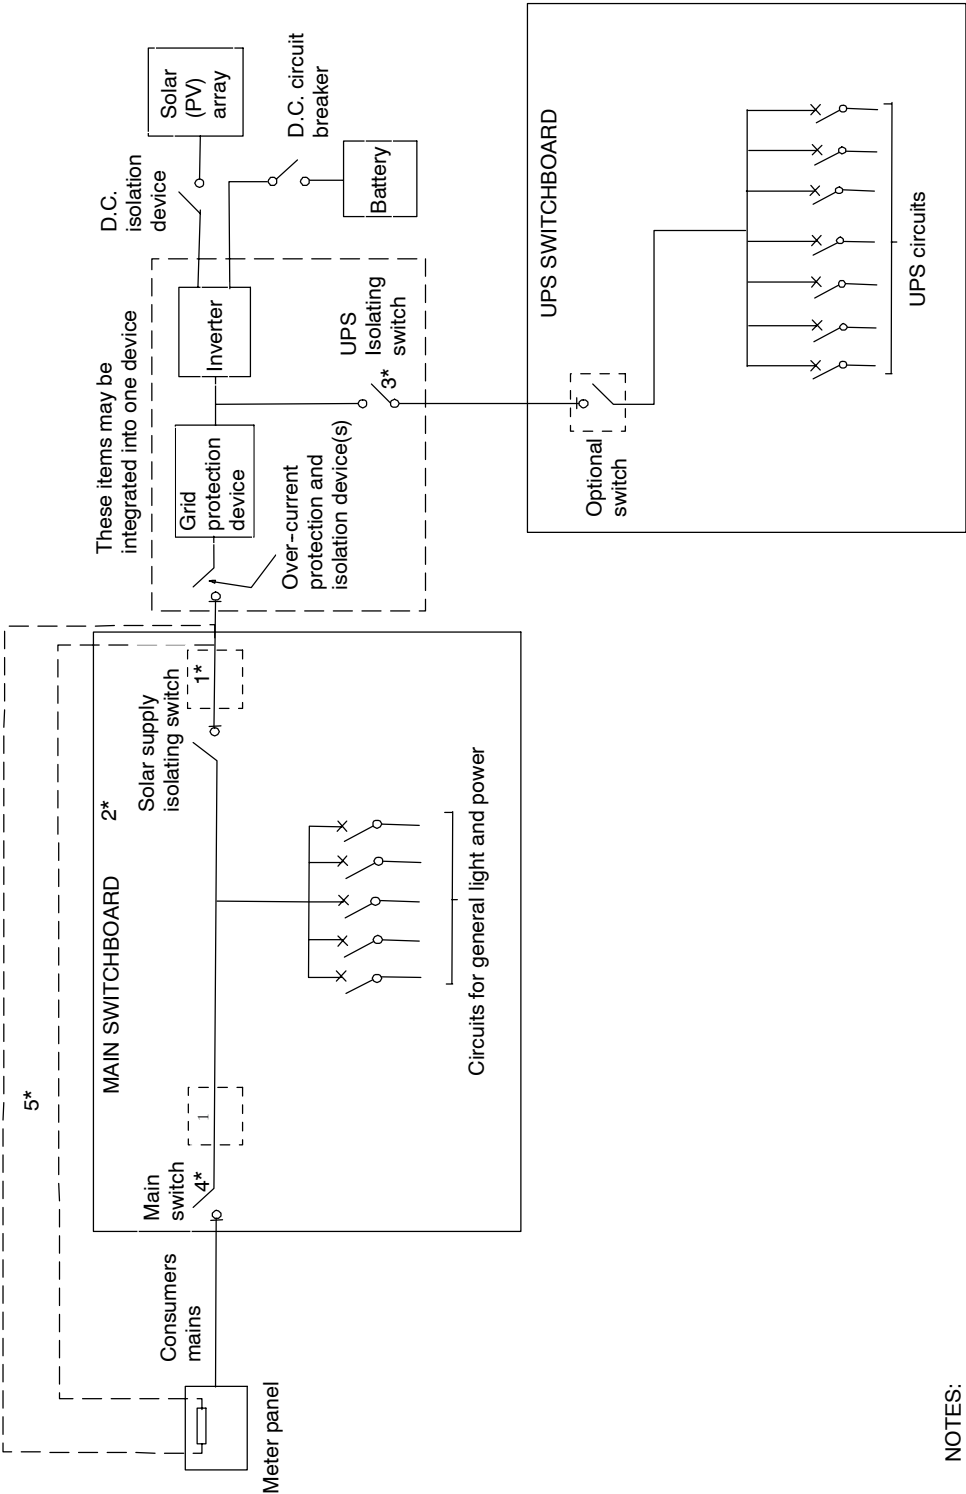 5*
MAIN SWITCHBOARD
2*
Solar supply
isolating switch
1*
Main
switch
4*
1
Consumers
mains
Meter panel
Circuits for general light and power
These items may be
integrated into one device
Grid
protection
device
Inverter
Over-current
protection and
isolation device(s)
UPS
Isolating
switch
3*
D.C.
isolation
device
Solar
(PV)
array
D.C. circuit
breaker
Battery
UPS SWITCHBOARD
Optional
switch
UPS circuits
NOTES: